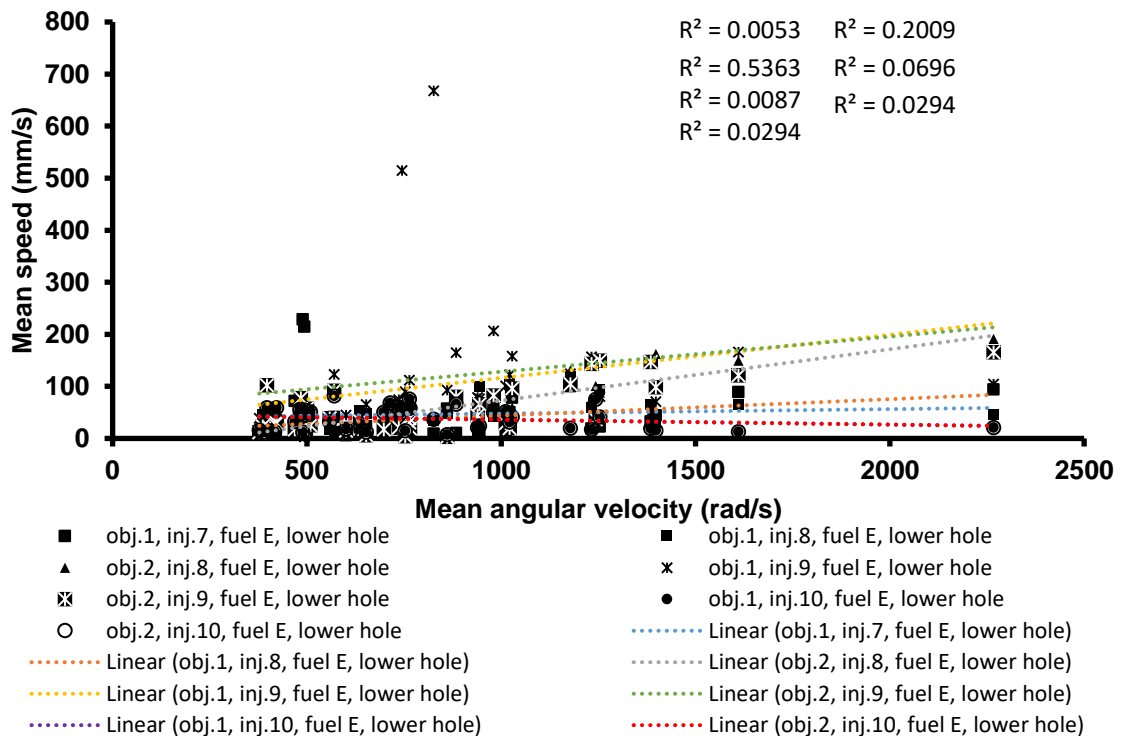 800
700
600
500
400
300
200
100
0
Mean speed (mm/s)
R² = 0.0053 R² = 0.2009
R² = 0.5363 R² = 0.0696
R² = 0.0087 R² = 0.0294
R² = 0.0294
0 500 1000 1500 2000 2500
Mean angular velocity (rad/s)
obj.1, inj.7, fuel E, lower hole obj.1, inj.8, fuel E, lower hole
obj.2, inj.8, fuel E, lower hole obj.1, inj.9, fuel E, lower hole
obj.2, inj.9, fuel E, lower hole obj.1, inj.10, fuel E, lower hole
obj.2, inj.10, fuel E, lower hole Linear (obj.1, inj.7, fuel E, lower hole)
Linear (obj.1, inj.8, fuel E, lower hole) Linear (obj.2, inj.8, fuel E, lower hole)
Linear (obj.1, inj.9, fuel E, lower hole) Linear (obj.2, inj.9, fuel E, lower hole)
Linear (obj.1, inj.10, fuel E, lower hole) Linear (obj.2, inj.10, fuel E, lower hole)